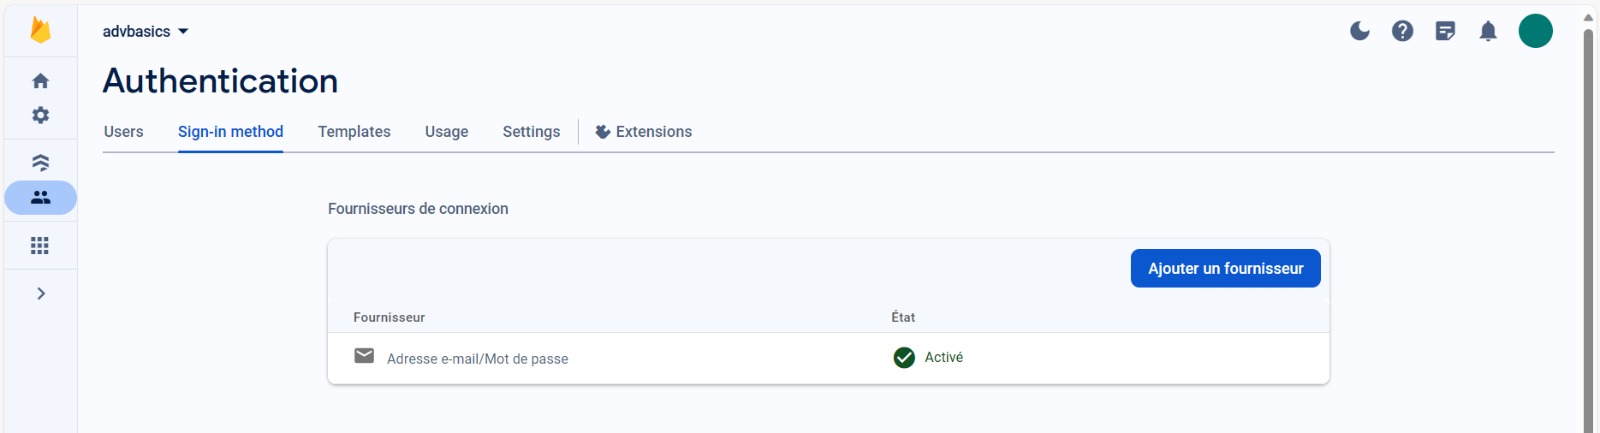 advbasics
Authentication
Users Sign-in method Templates Usage Settings Extensions
Fournisseurs de connexion
Ajouter un fournisseur
Fournisseur État
Adresse e-mail/Mot de passe Activé